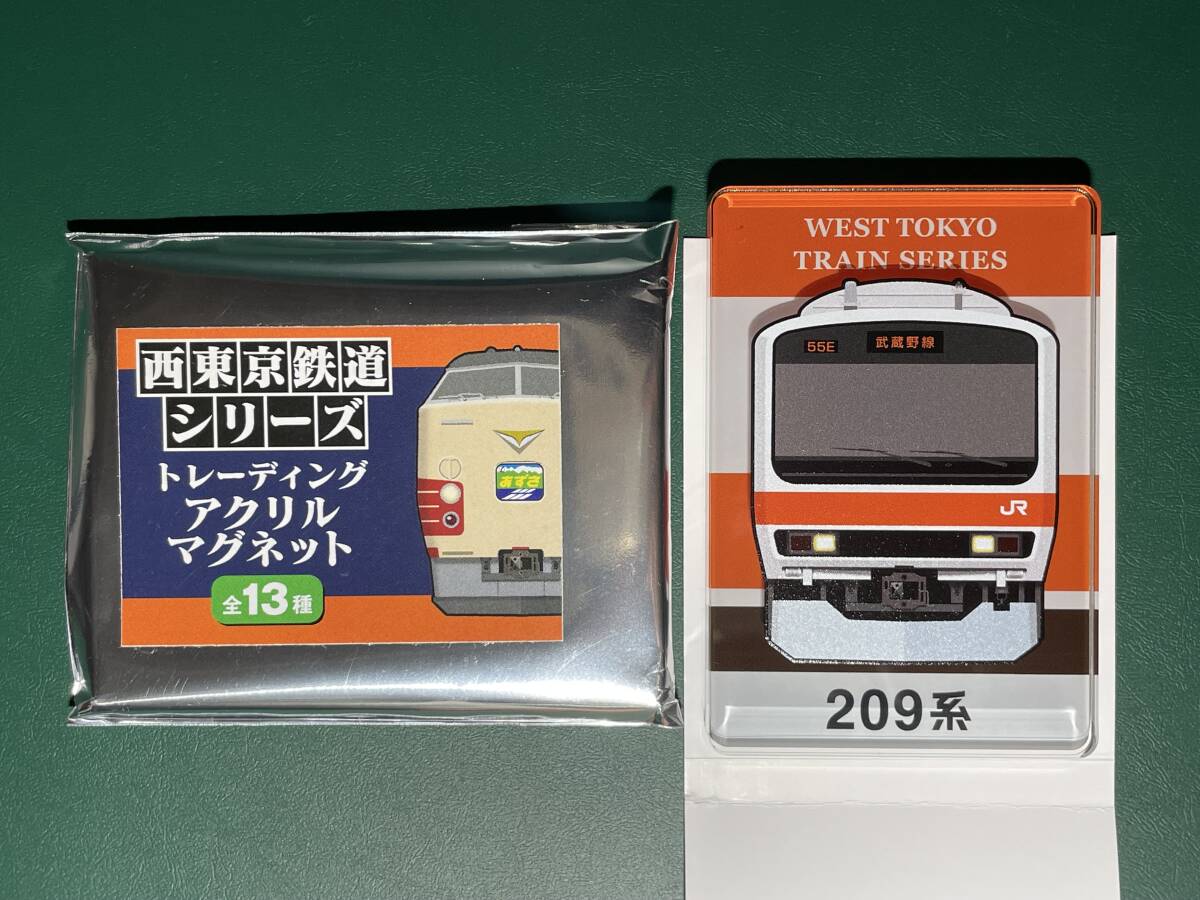 西東京鉄道
シリーズ
トレーディング
アクリル
マグネット
全13種
あずさ
WEST TOKYO
TRAIN SERIES
55E
武蔵野線
JR
209系